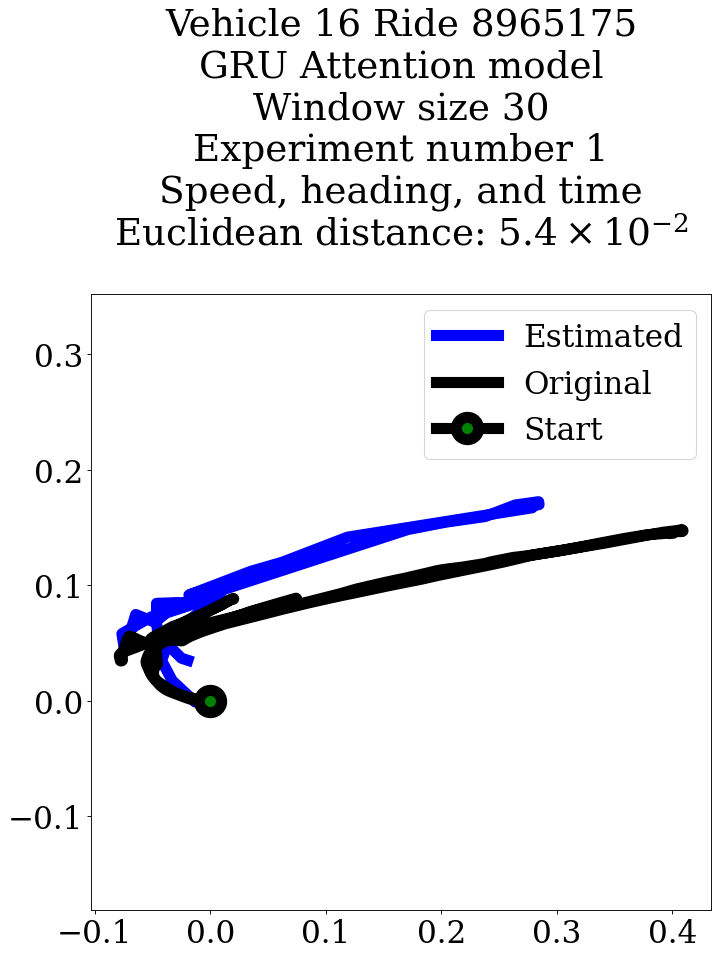 Vehicle 16 Ride 8965175
GRU Attention model
Window size 30
Experiment number 1
Speed, heading, and time
Euclidean distance: 5.4 × 10⁻²
Estimated
Original
Start
0.3
0.2
0.1
0.0
−0.1
−0.1 0.0 0.1 0.2 0.3 0.4